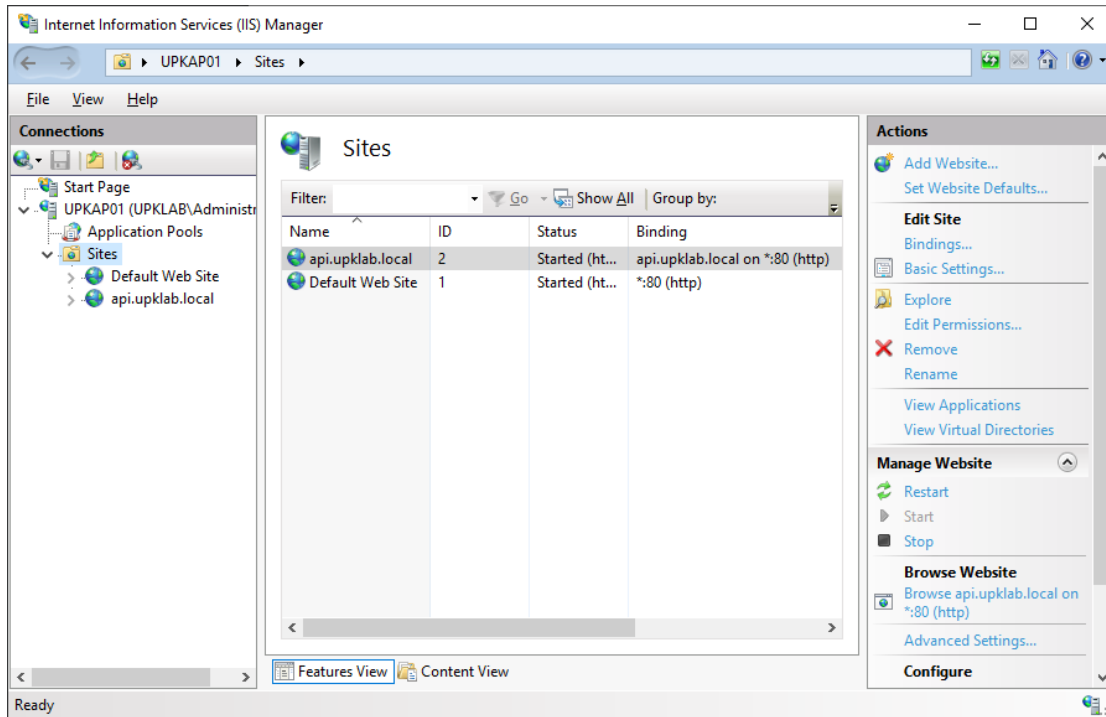 Internet Information Services (IIS) Manager
UPKAP01 Sites
File View Help
Connections
Start Page
UPKAP01 (UPKLAB\Administr
Application Pools
Sites
Default Web Site
api.upklab.local
Sites
Filter: Go Show All Group by:
Name ID Status Binding
api.upklab.local 2 Started (ht... api.upklab.local on *:80 (http)
Default Web Site 1 Started (ht... *:80 (http)
Features View Content View
Actions
Add Website...
Set Website Defaults...
Edit Site
Bindings...
Basic Settings...
Explore
Edit Permissions...
Remove
Rename
View Applications
View Virtual Directories
Manage Website
Restart
Start
Stop
Browse Website
Browse api.upklab.local on
*:80 (http)
Advanced Settings...
Configure
Ready